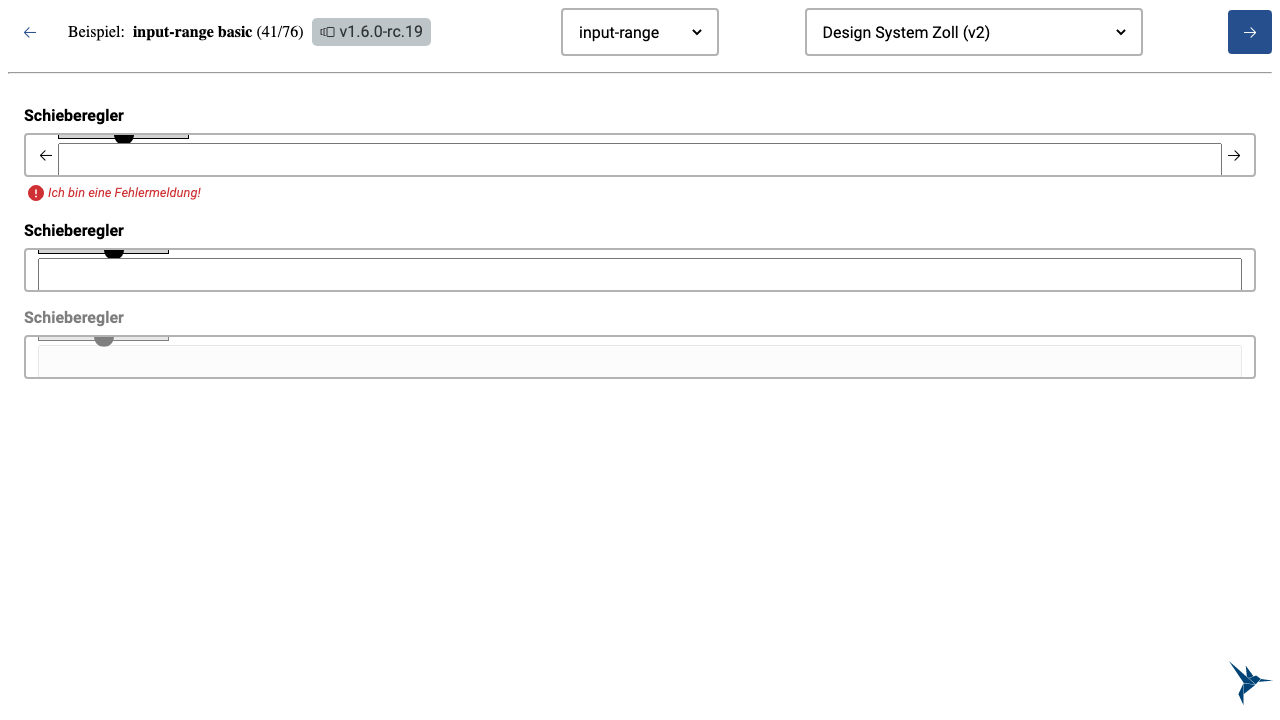 Beispiel: input-range basic (41/76) v1.6.0-rc.19 input-range Design System Zoll (v2)
Schieberegler
Ich bin eine Fehlermeldung!
Schieberegler
Schieberegler